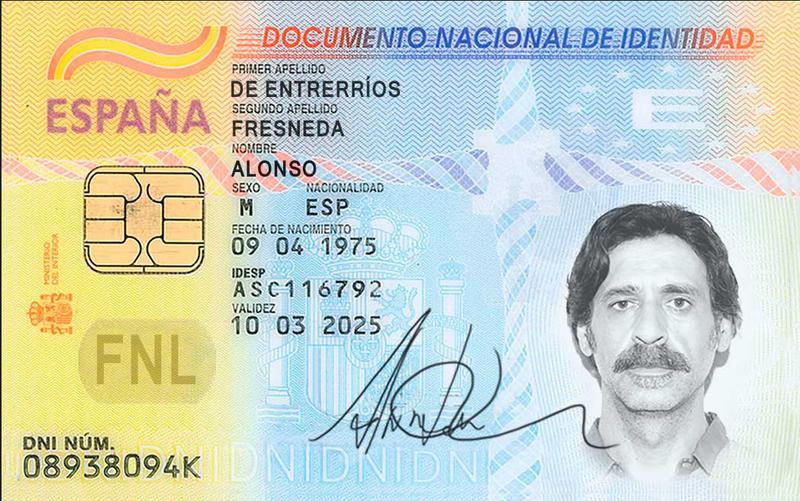 DOCUMENTO NACIONAL DE IDENTIDAD
ESPAÑA
PRIMER APELLIDO
DE ENTRERRÍOS
SEGUNDO APELLIDO
FRESNEDA
NOMBRE
ALONSO
SEXO NACIONALIDAD
M ESP
FECHA DE NACIMIENTO
09 04 1975
IDESP
ASC116792
VALIDEZ
10 03 2025
MINISTERIO
DEL INTERIOR
E
FNL
DNI NÚM.
08938094K
DNIDNIDNIDNI